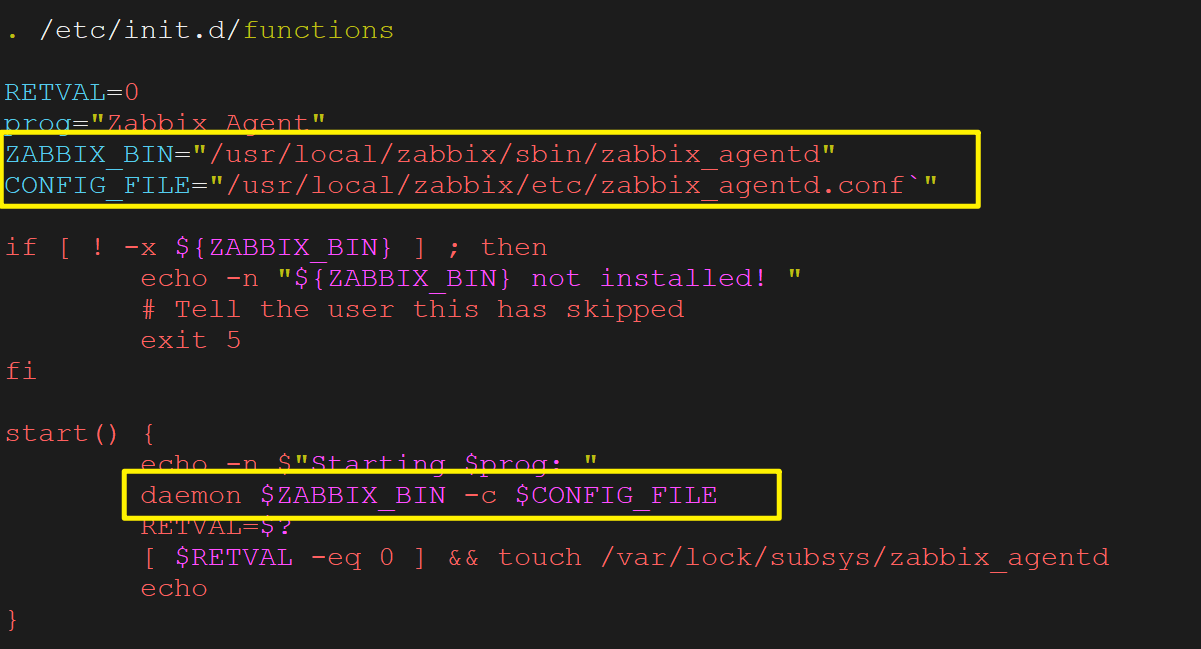 . /etc/init.d/functions
RETVAL=0
prog="Zabbix Agent"
ZABBIX_BIN="/usr/local/zabbix/sbin/zabbix_agentd"
CONFIG_FILE="/usr/local/zabbix/etc/zabbix_agentd.conf`"
if [ ! -x ${ZABBIX_BIN} ] ; then
        echo -n "${ZABBIX_BIN} not installed! "
        # Tell the user this has skipped
        exit 5
fi
start() {
        echo -n $"Starting $prog: "
        daemon $ZABBIX_BIN -c $CONFIG_FILE
        RETVAL=$?
        [ $RETVAL -eq 0 ] && touch /var/lock/subsys/zabbix_agentd
        echo
}